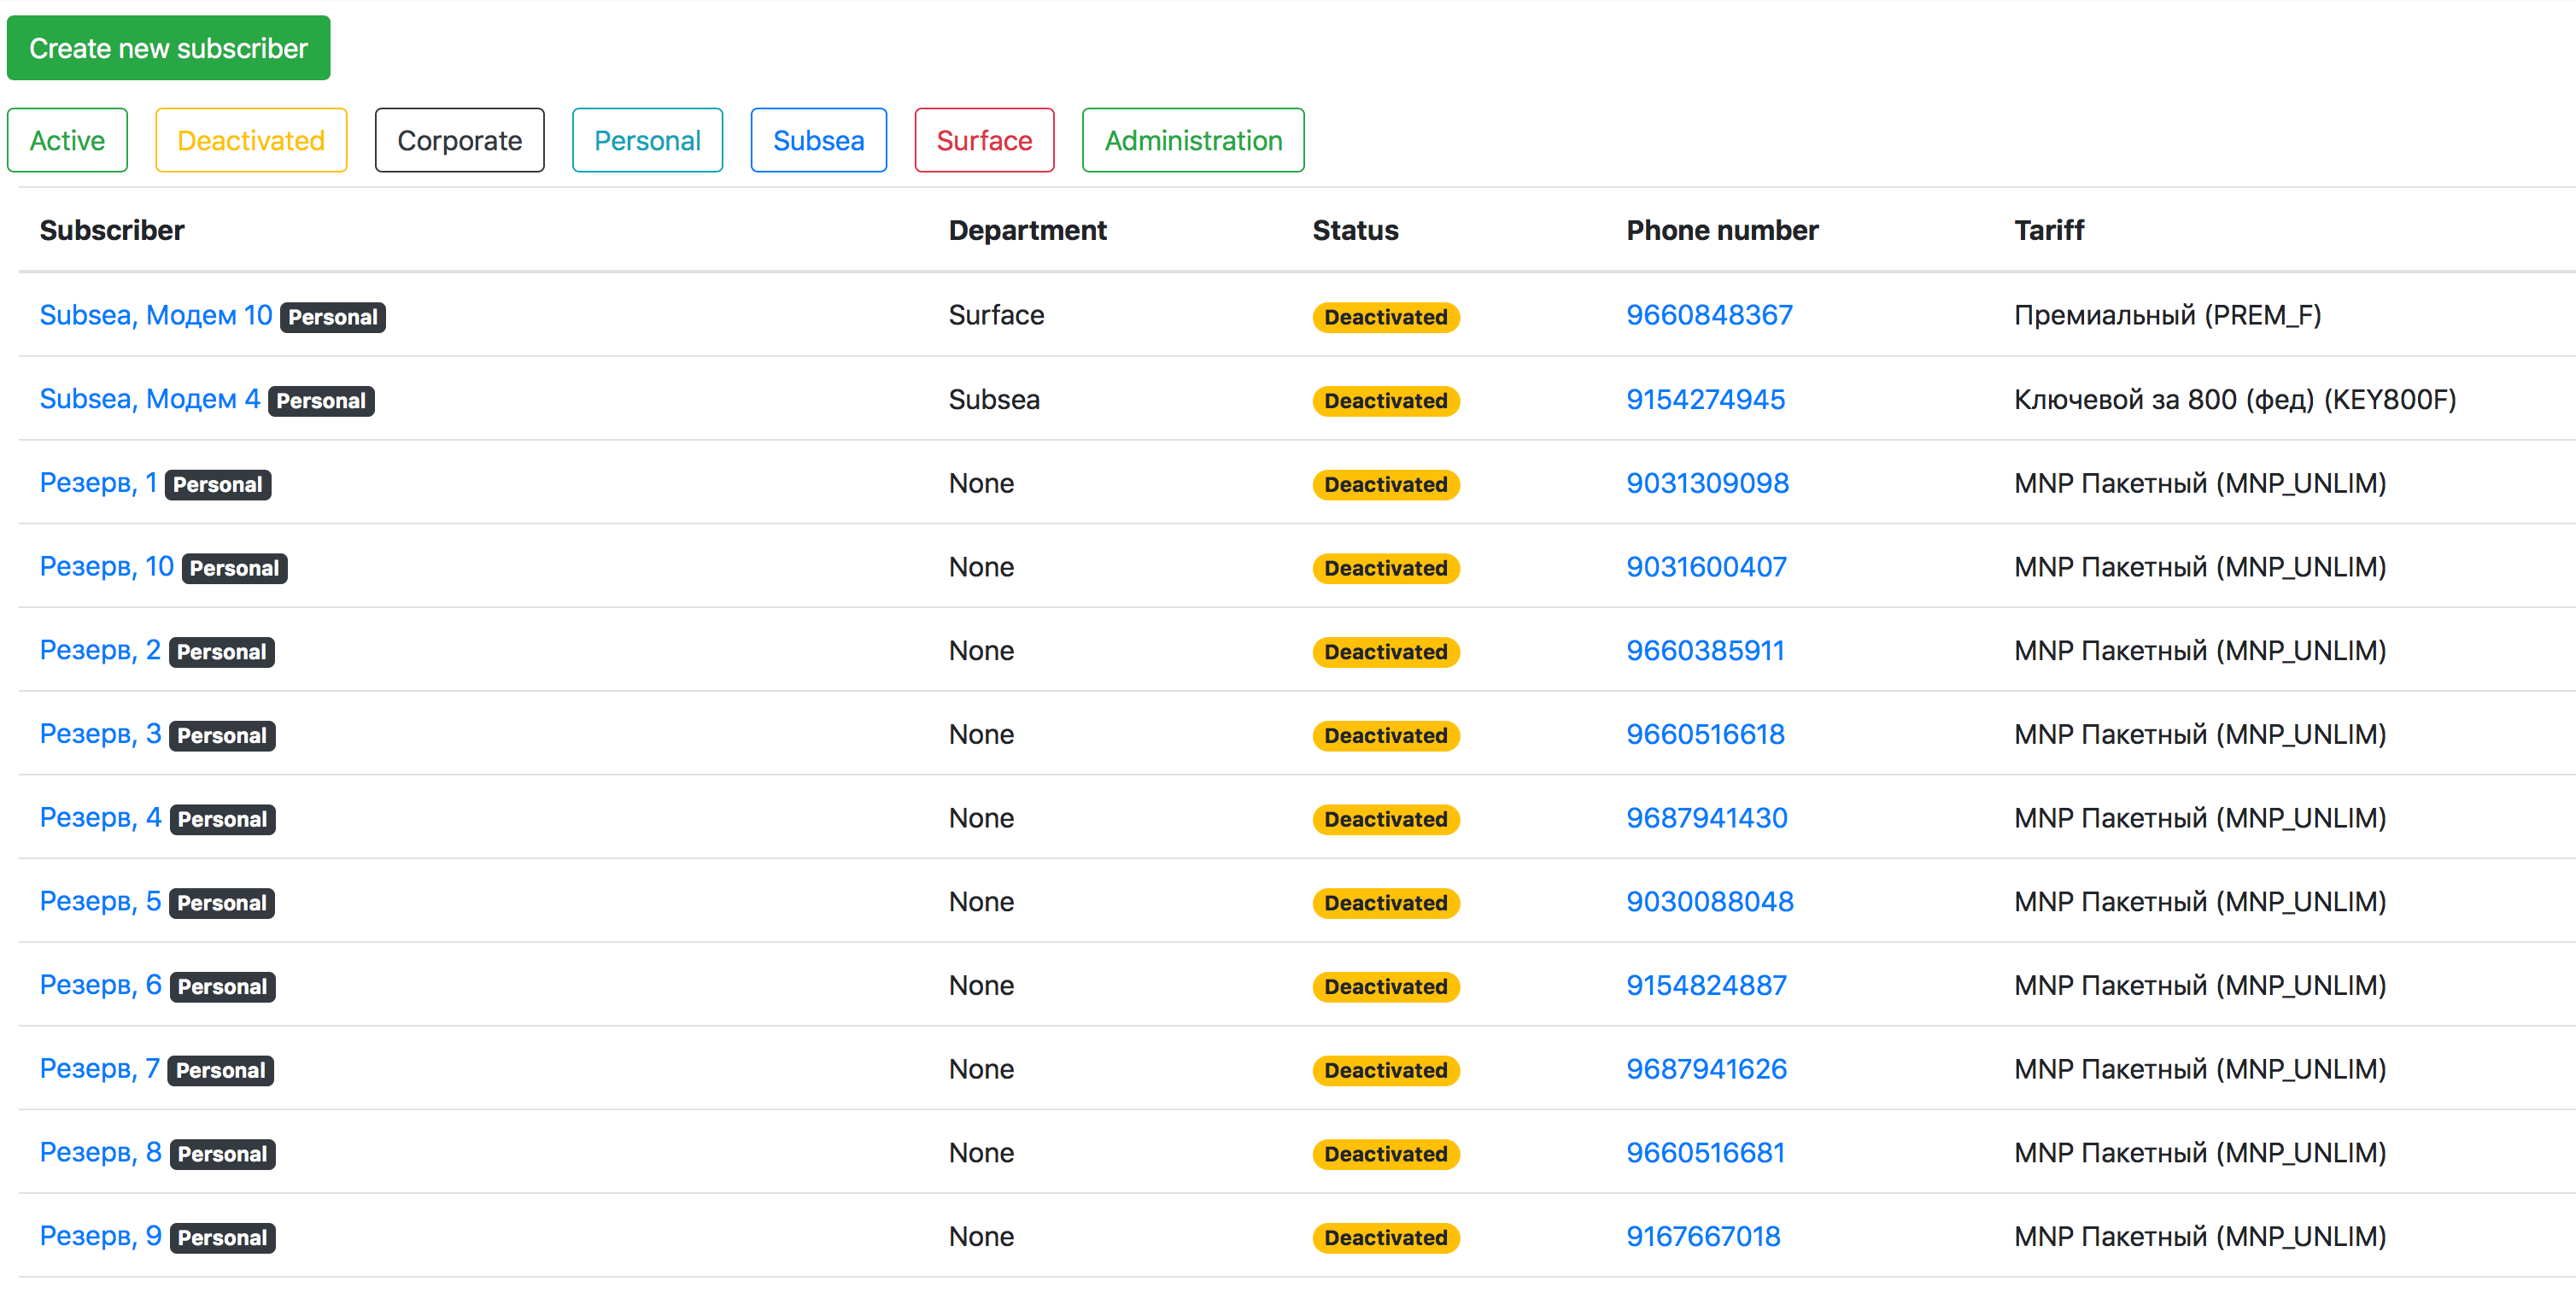 Create new subscriber
Active Deactivated Corporate Personal Subsea Surface Administration
Subscriber Department Status Phone number Tariff
Subsea, Модем 10 Personal Surface Deactivated 9660848367 Премиальный (PREM_F)
Subsea, Модем 4 Personal Subsea Deactivated 9154274945 Ключевой за 800 (фед) (KEY800F)
Резерв, 1 Personal None Deactivated 9031309098 MNP Пакетный (MNP_UNLIM)
Резерв, 10 Personal None Deactivated 9031600407 MNP Пакетный (MNP_UNLIM)
Резерв, 2 Personal None Deactivated 9660385911 MNP Пакетный (MNP_UNLIM)
Резерв, 3 Personal None Deactivated 9660516618 MNP Пакетный (MNP_UNLIM)
Резерв, 4 Personal None Deactivated 9687941430 MNP Пакетный (MNP_UNLIM)
Резерв, 5 Personal None Deactivated 9030088048 MNP Пакетный (MNP_UNLIM)
Резерв, 6 Personal None Deactivated 9154824887 MNP Пакетный (MNP_UNLIM)
Резерв, 7 Personal None Deactivated 9687941626 MNP Пакетный (MNP_UNLIM)
Резерв, 8 Personal None Deactivated 9660516681 MNP Пакетный (MNP_UNLIM)
Резерв, 9 Personal None Deactivated 9167667018 MNP Пакетный (MNP_UNLIM)